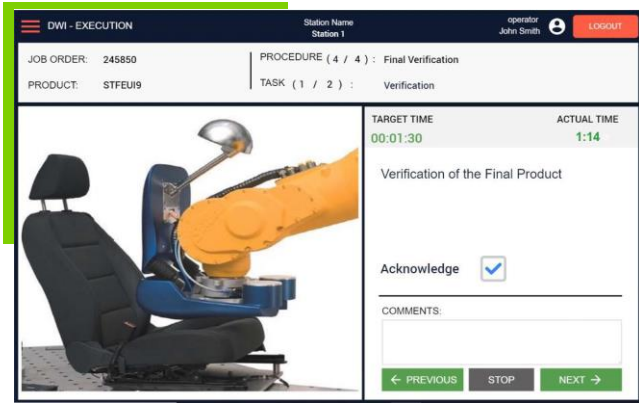 DWI - EXECUTION
Station Name
Station 1
operator
John Smith
LOGOUT
JOB ORDER: 245850
PROCEDURE ( 4 / 4 ) : Final Verification
PRODUCT: STFEUI9
TASK ( 1 / 2 ) : Verification
TARGET TIME
ACTUAL TIME
00:01:30
1:14
Verification of the Final Product
Acknowledge
COMMENTS:
← PREVIOUS
STOP
NEXT →